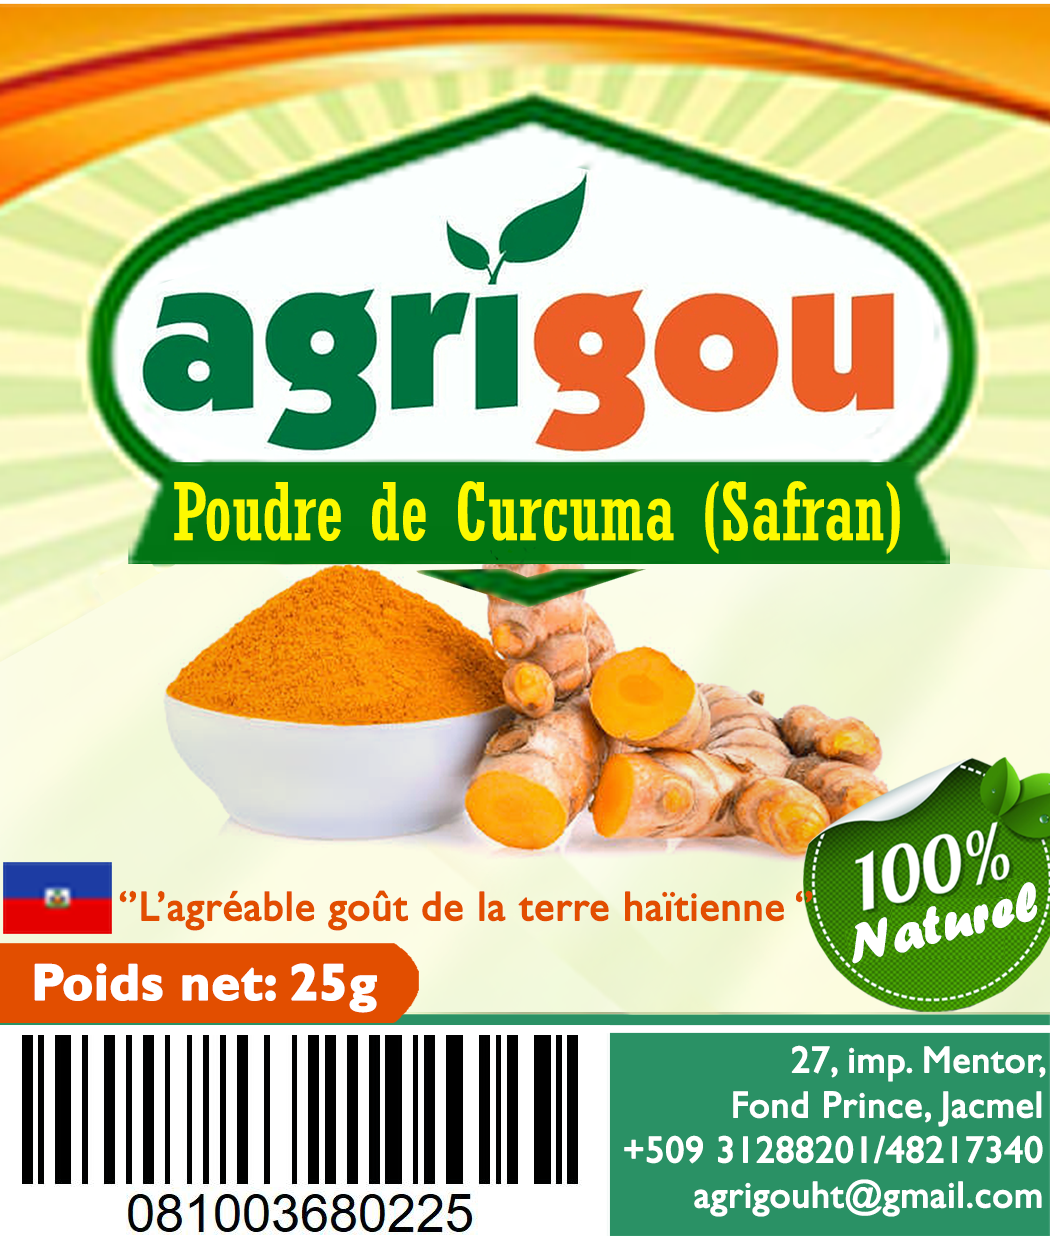 agrigou
Poudre de Curcuma (Safran)
100%
Naturel
‘’L’agréable goût de la terre haïtienne ‘’
Poids net: 25g
081003680225
27, imp. Mentor,
Fond Prince, Jacmel
+509 31288201/48217340
agrigouht@gmail.com